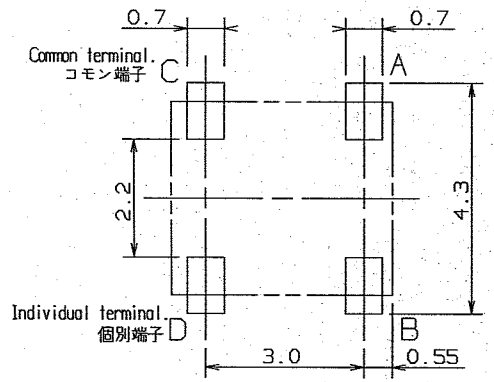 0.7
0.7
Common terminal.
コモン端子
C
A
2.2
4.3
Individual terminal.
個別端子
D
B
3.0
0.55